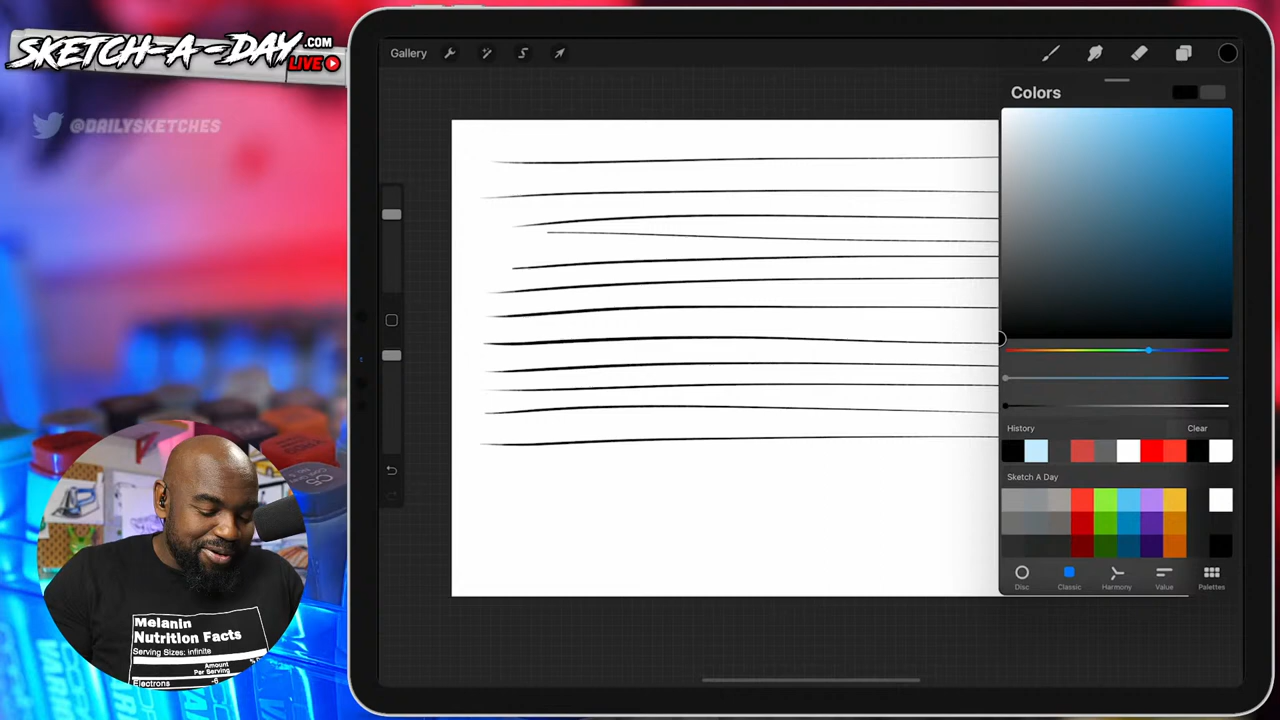 SKETCH-A-DAY.COM
LIVE
@DAILYSKETCHES
Gallery
Colors
History
Clear
Sketch A Day
Disc
Classic
Harmony
Value
Palettes
Melanin
Nutrition Facts
Serving Sizes: infinite
Amount
Per Serving
Electrons -6